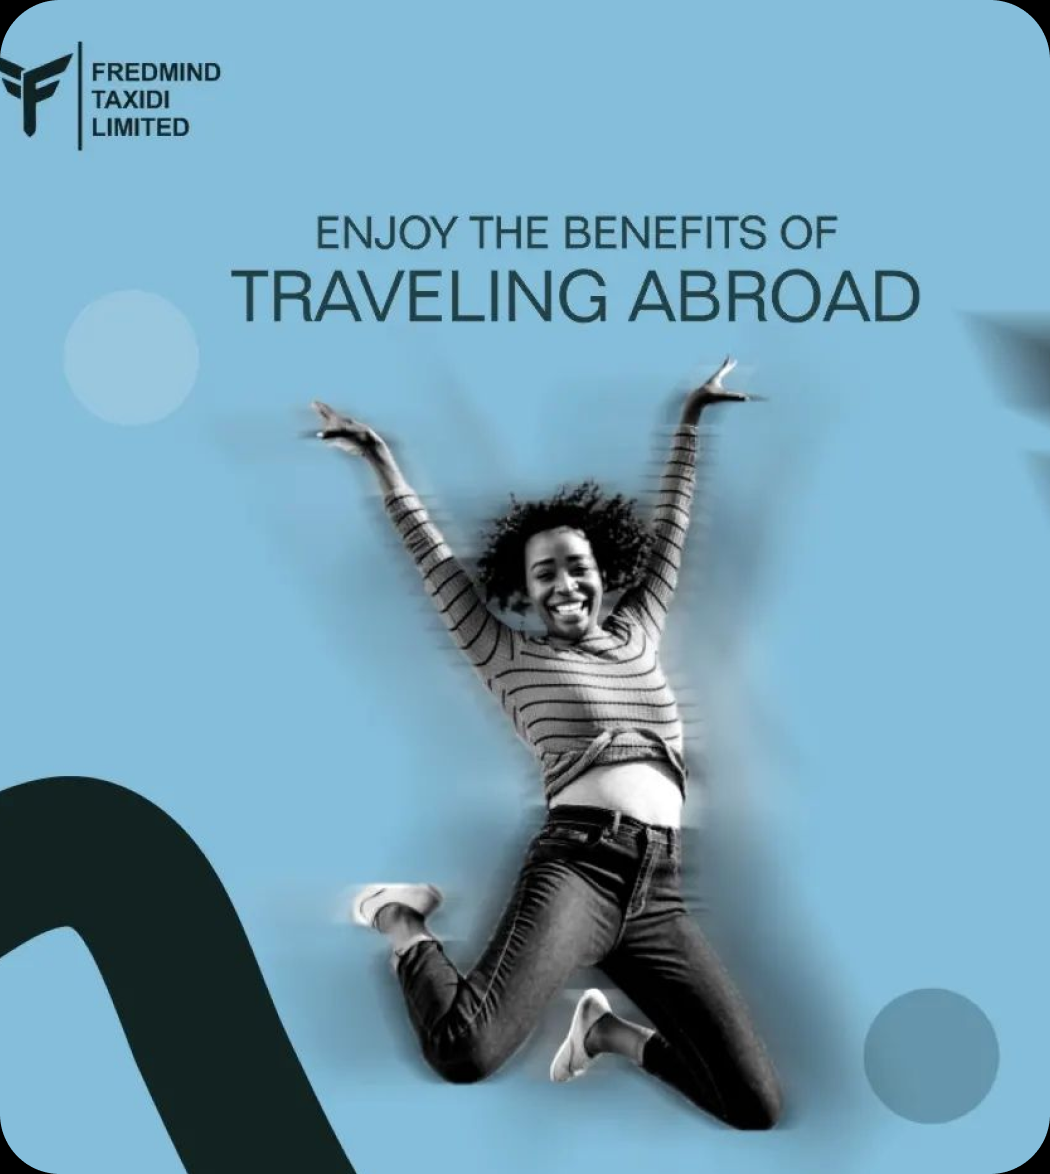 FREDMIND
TAXIDI
LIMITED
ENJOY THE BENEFITS OF
TRAVELING ABROAD